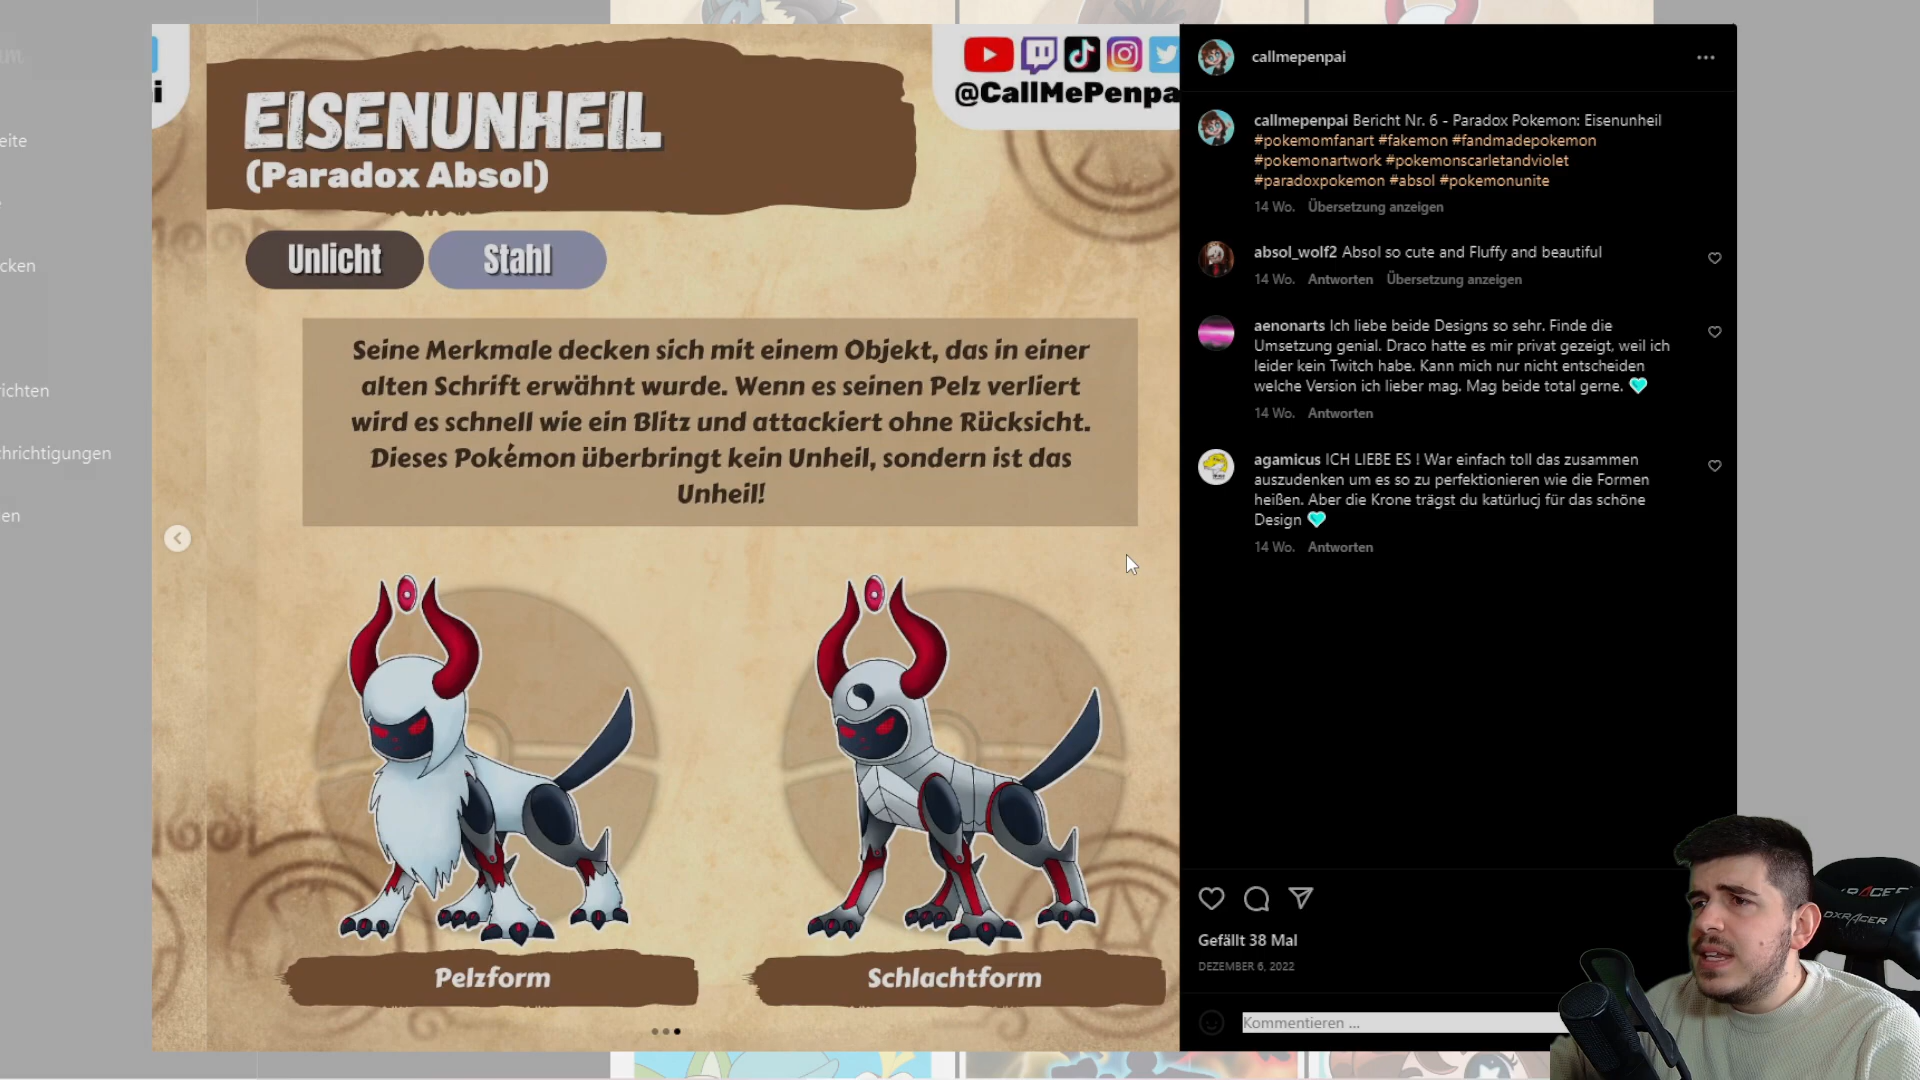 EISENUNHEIL
(Paradox Absol)
@CallMePenpa
Unlicht
Stahl
Seine Merkmale decken sich mit einem Objekt, das in einer
alten Schrift erwähnt wurde. Wenn es seinen Pelz verliert
wird es schnell wie ein Blitz und attackiert ohne Rücksicht.
Dieses Pokémon überbringt kein Unheil, sondern ist das
Unheil!
Pelzform
Schlachtform
eite
cken
richten
chrichtigungen
en
callmepenpai
callmepenpai Bericht Nr. 6 - Paradox Pokemon: Eisenunheil
#pokemomfanart #fakemon #fandmadepokemon
#pokemonartwork #pokemonscarletandviolet
#paradoxpokemon #absol #pokemonunite
14 Wo. Übersetzung anzeigen
absol_wolf2 Absol so cute and Fluffy and beautiful
14 Wo. Antworten Übersetzung anzeigen
aenonarts Ich liebe beide Designs so sehr. Finde die
Umsetzung genial. Draco hatte es mir privat gezeigt, weil ich
leider kein Twitch habe. Kann mich nur nicht entscheiden
welche Version ich lieber mag. Mag beide total gerne.
14 Wo. Antworten
agamicus ICH LIEBE ES ! War einfach toll das zusammen
auszudenken um es so zu perfektionieren wie die Formen
heißen. Aber die Krone trägst du katürlucj für das schöne
Design
14 Wo. Antworten
Gefällt 38 Mal
DEZEMBER 6, 2022
Kommentieren ...
DXRACER